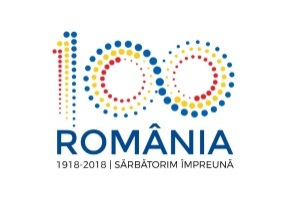 100
ROMÂNIA
1918-2018 | SĂRBĂTORIM ÎMPREUNĂ